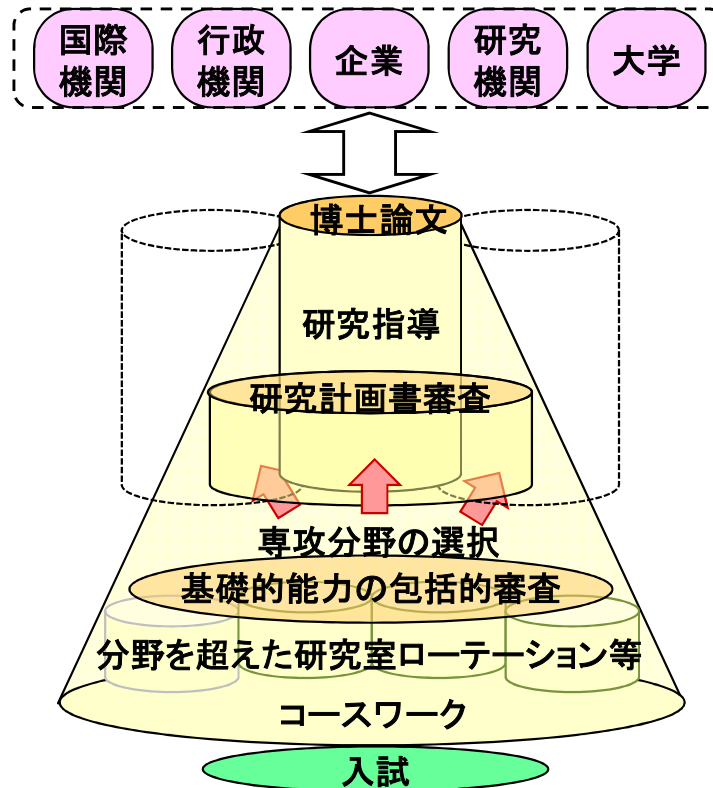 国際
機関
行政
機関
企業
研究
機関
大学
博士論文
研究指導
研究計画書審査
専攻分野の選択
基礎的能力の包括的審査
分野を超えた研究室ローテーション等
コースワーク
入試